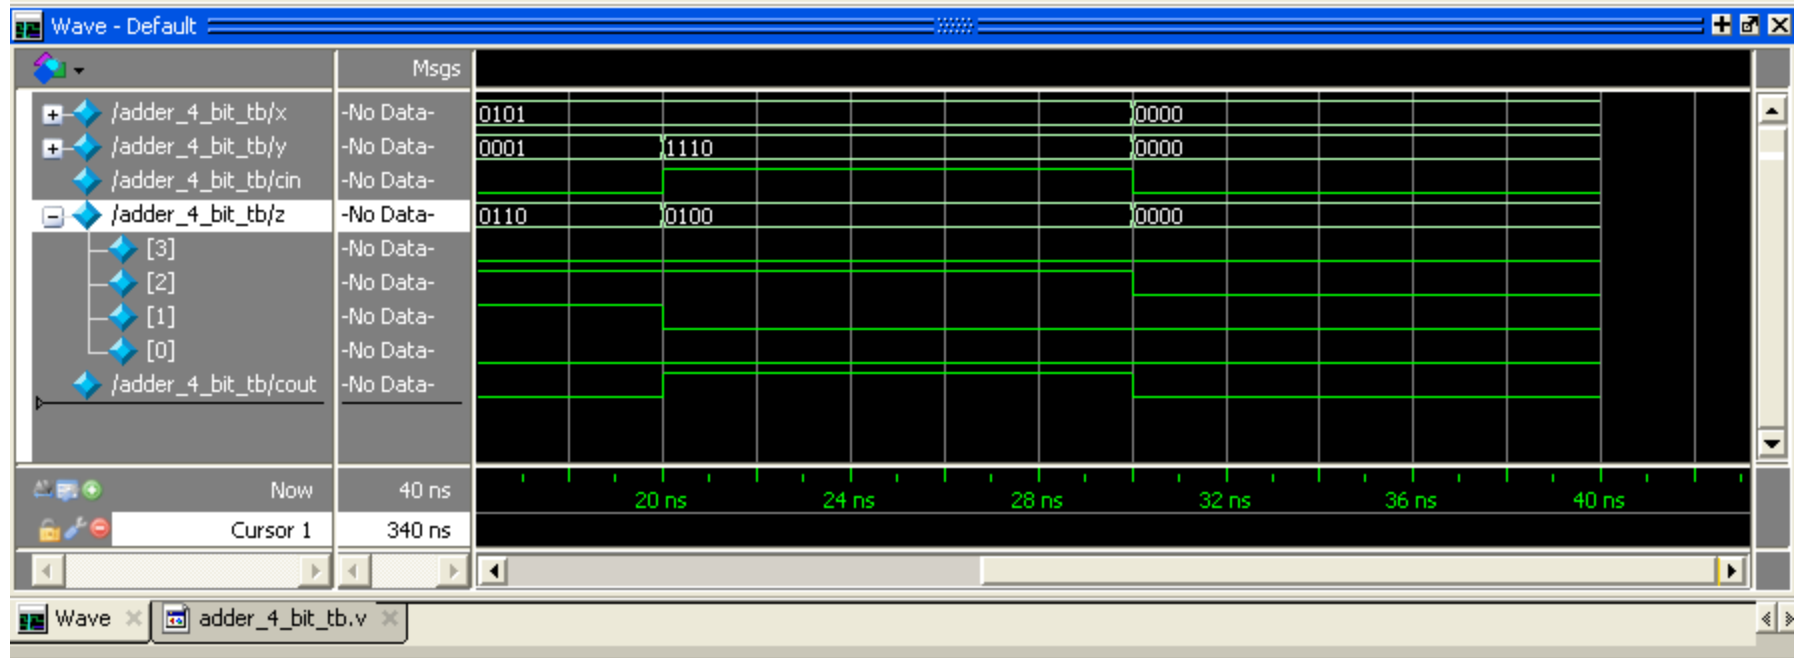 Wave - Default
Msgs
/adder_4_bit_tb/x -No Data- 0101 0000
/adder_4_bit_tb/y -No Data- 0001 1110 0000
/adder_4_bit_tb/cin -No Data-
/adder_4_bit_tb/z -No Data- 0110 0100 0000
[3] -No Data-
[2] -No Data-
[1] -No Data-
[0] -No Data-
/adder_4_bit_tb/cout -No Data-
Now 40 ns 20 ns 24 ns 28 ns 32 ns 36 ns 40 ns
Cursor 1 340 ns
Wave adder_4_bit_tb.v